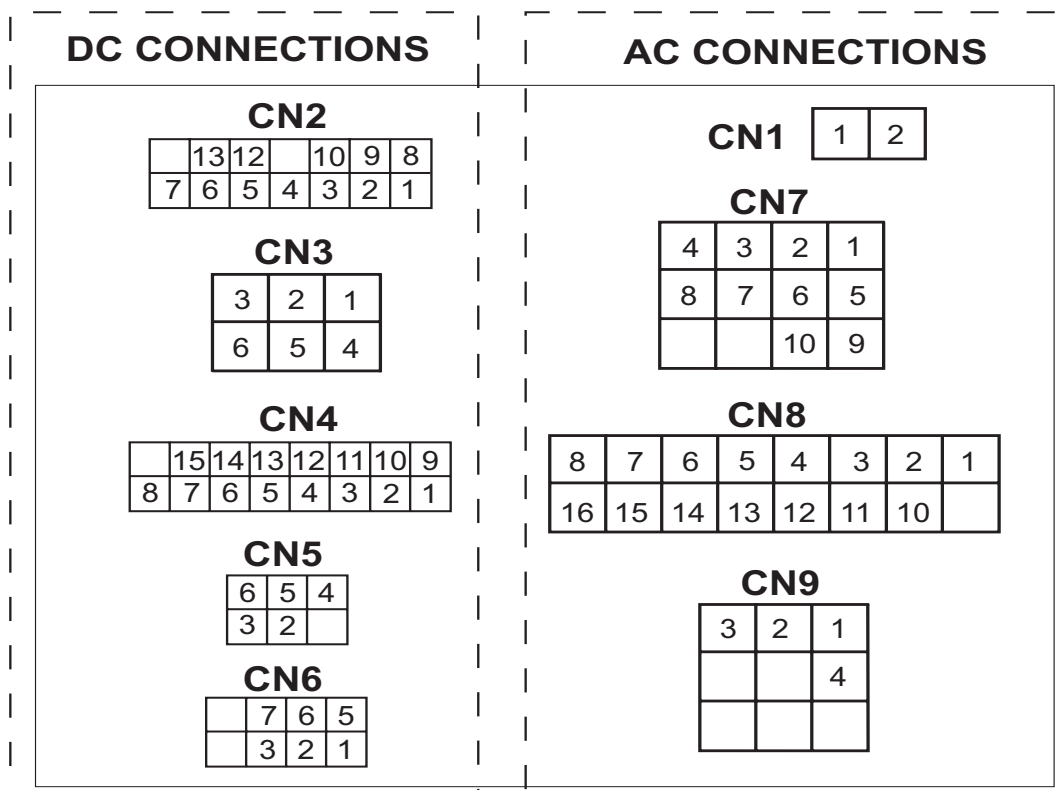 DC CONNECTIONS
CN2
13 12 10 9 8
7 6 5 4 3 2 1
CN3
3 2 1
6 5 4
CN4
15 14 13 12 11 10 9
8 7 6 5 4 3 2 1
CN5
6 5 4
3 2
CN6
7 6 5
3 2 1
AC CONNECTIONS
CN1 1 2
CN7
4 3 2 1
8 7 6 5
10 9
CN8
8 7 6 5 4 3 2 1
16 15 14 13 12 11 10
CN9
3 2 1
4